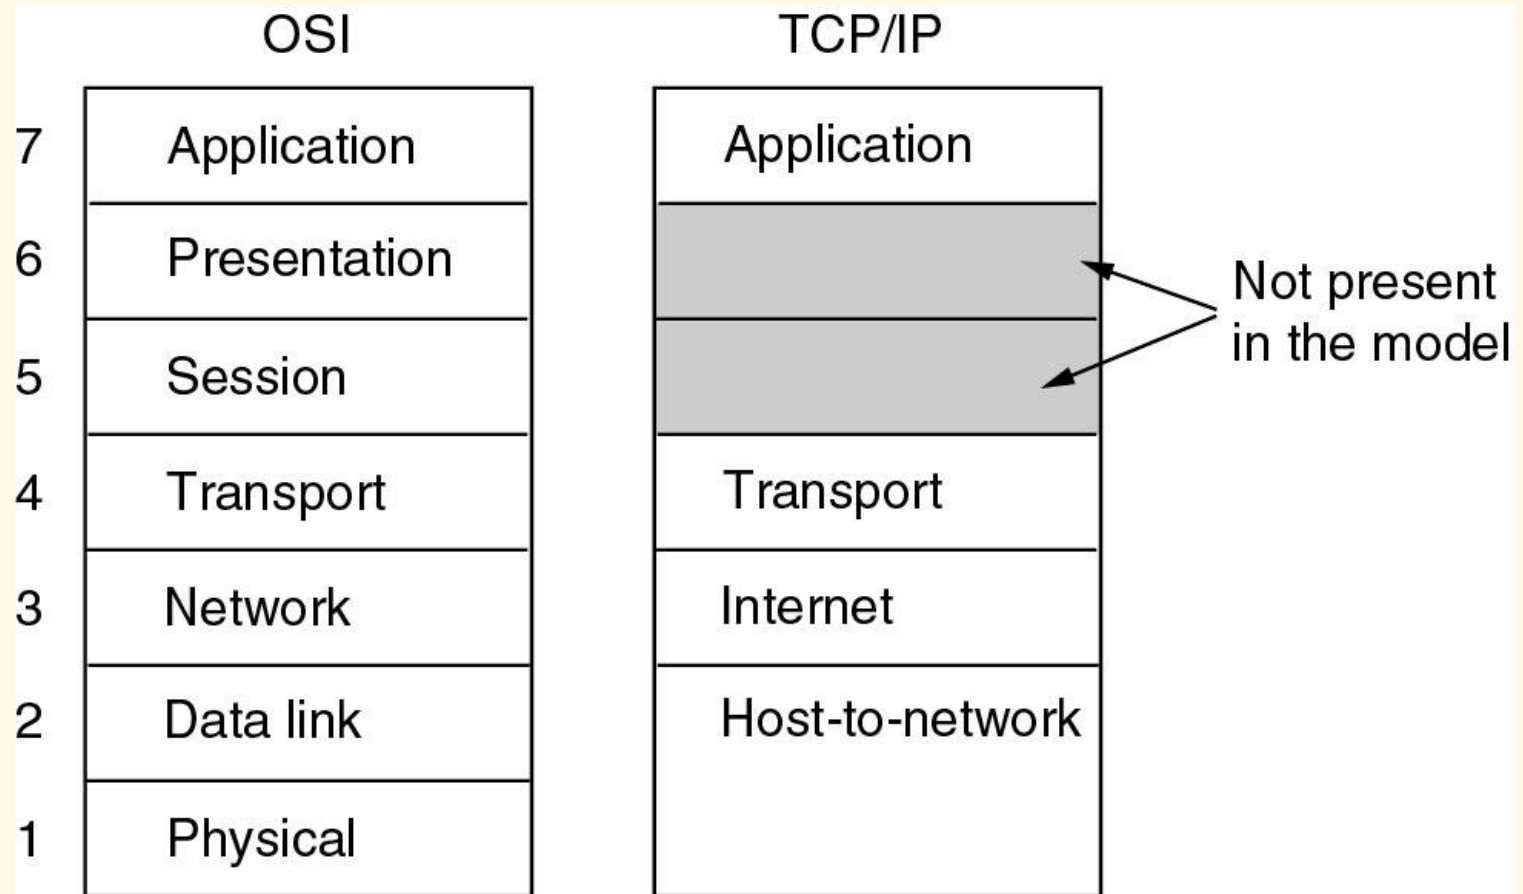 OSI
TCP/IP
7 Application Application
6 Presentation
5 Session
Not present
in the model
4 Transport Transport
3 Network Internet
2 Data link Host-to-network
1 Physical